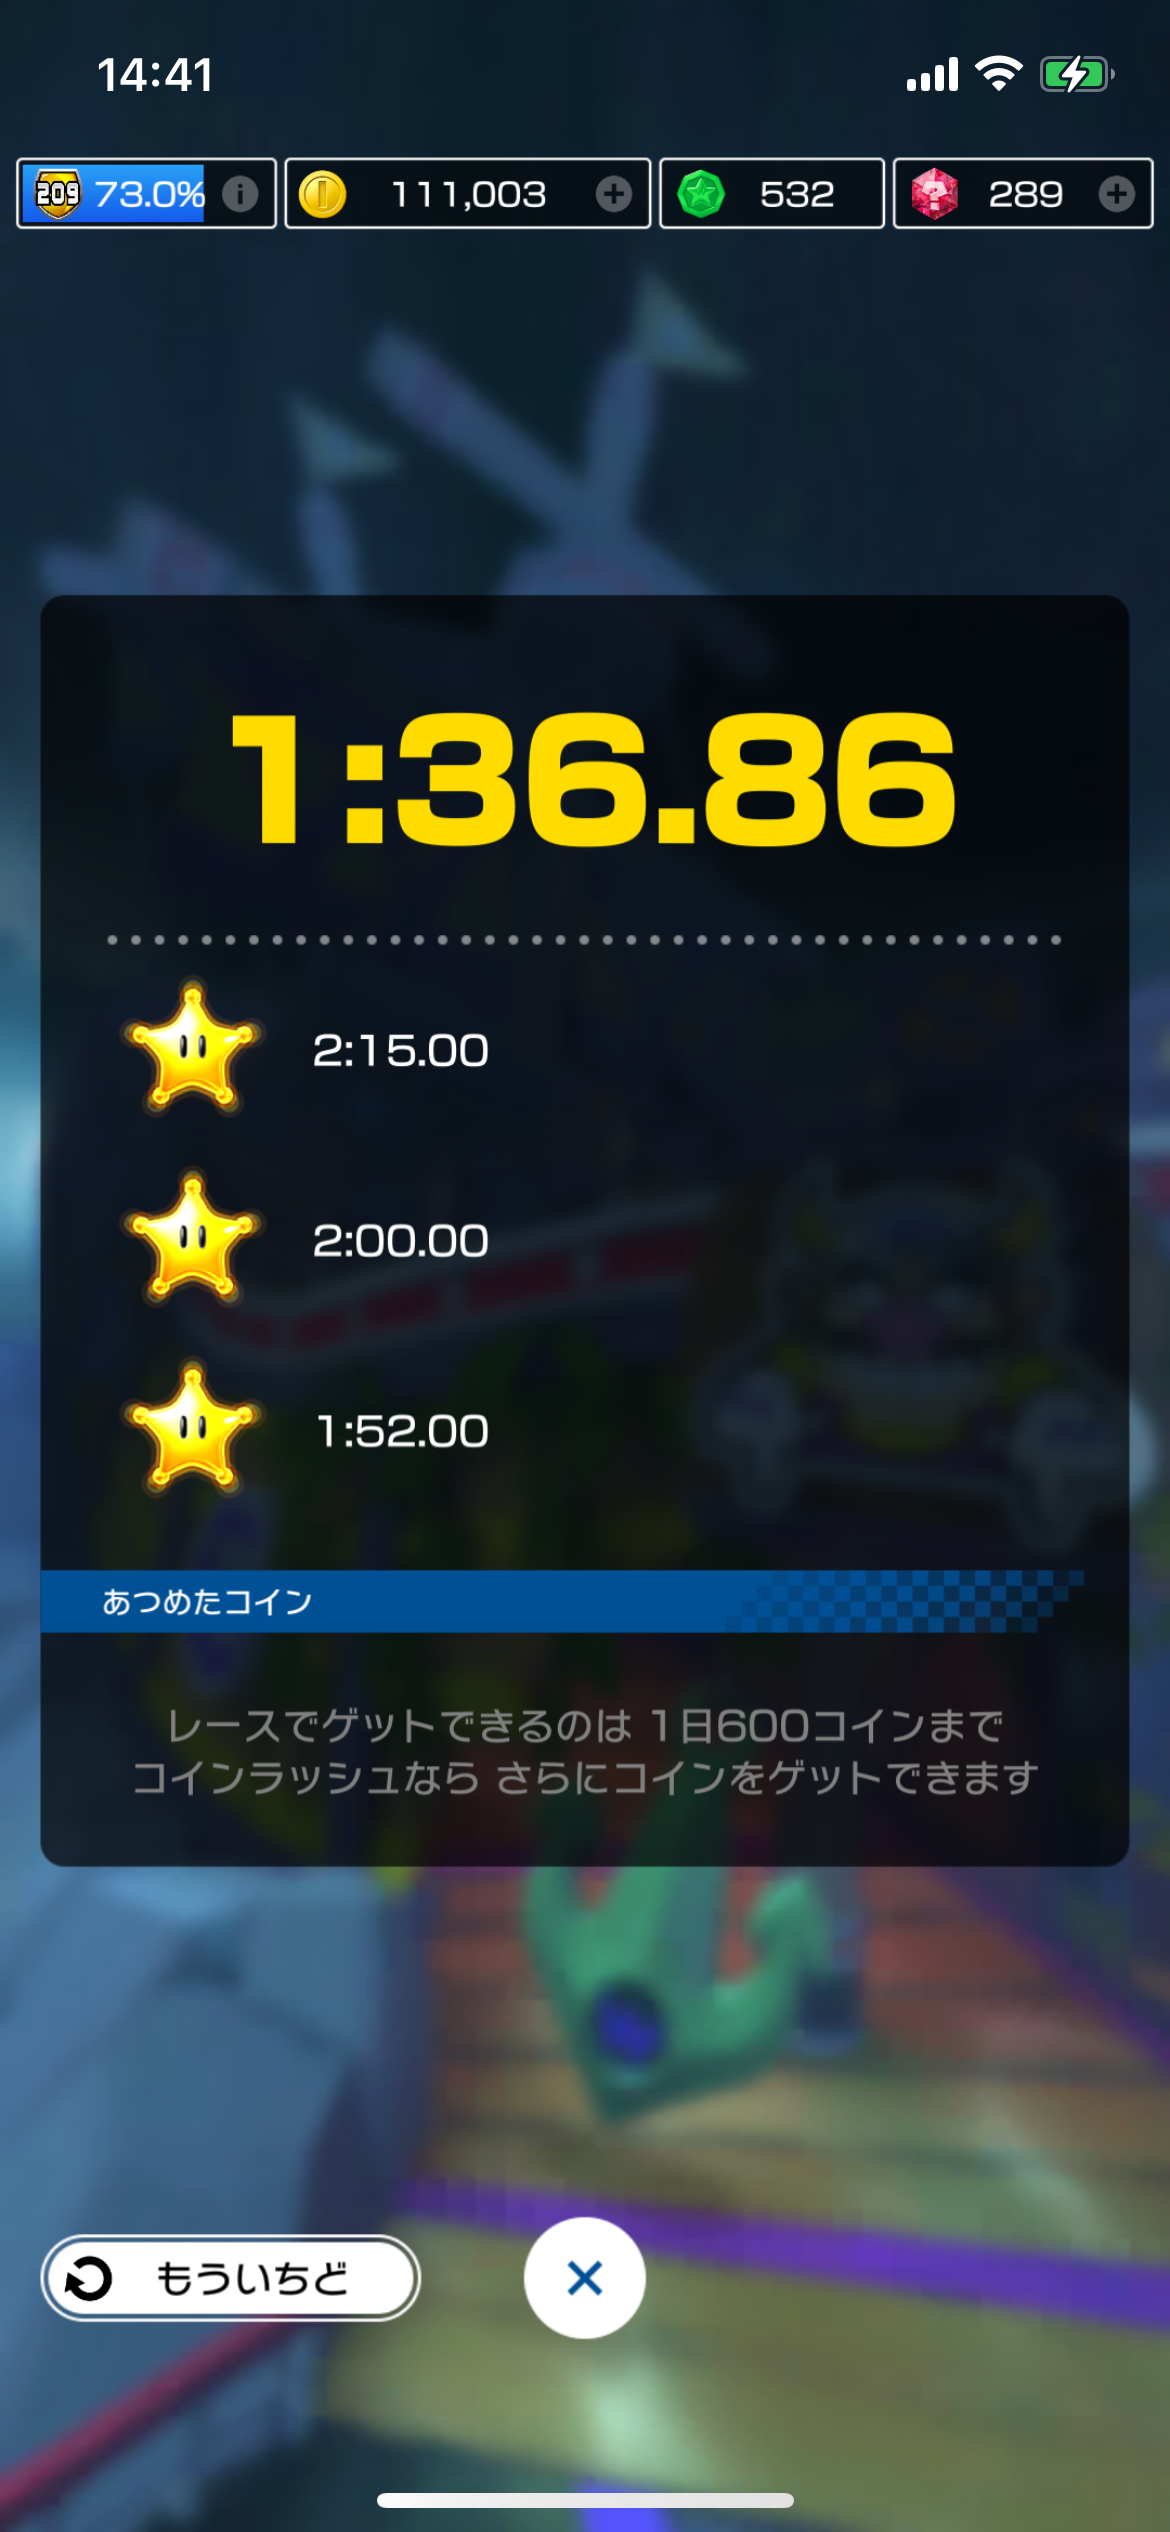 14:41
209 73.0% i 111,003 + 532 289 +
1:36.86
2:15.00
2:00.00
1:52.00
あつめたコイン
レースでゲットできるのは 1日600コインまで
コインラッシュなら さらにコインをゲットできます
もういちど